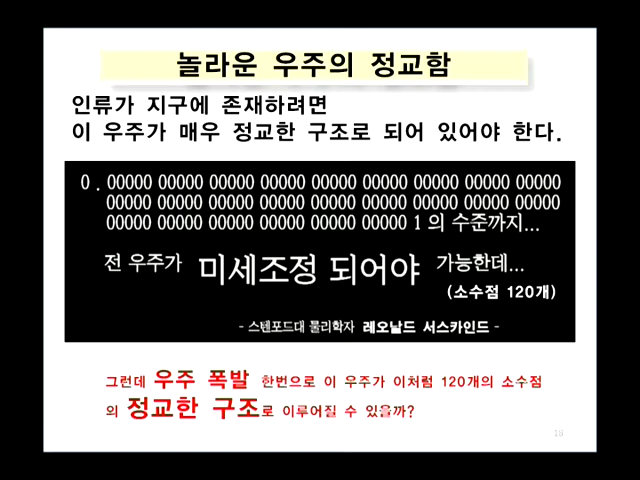 놀라운 우주의 정교함
인류가 지구에 존재하려면
이 우주가 매우 정교한 구조로 되어 있어야 한다.
0 . 00000 00000 00000 00000 00000 00000 00000 00000 00000
00000 00000 00000 00000 00000 00000 00000 00000 00000
00000 00000 00000 00000 00000 00000 1 의 수준까지...
전 우주가 미세조정 되어야 가능한데...
(소수점 120개)
- 스텐포드대 물리학자 레오날드 서스카인드 -
그런데 우주 폭발 한번으로 이 우주가 이처럼 120개의 소수점
의 정교한 구조로 이루어질 수 있을까?
18